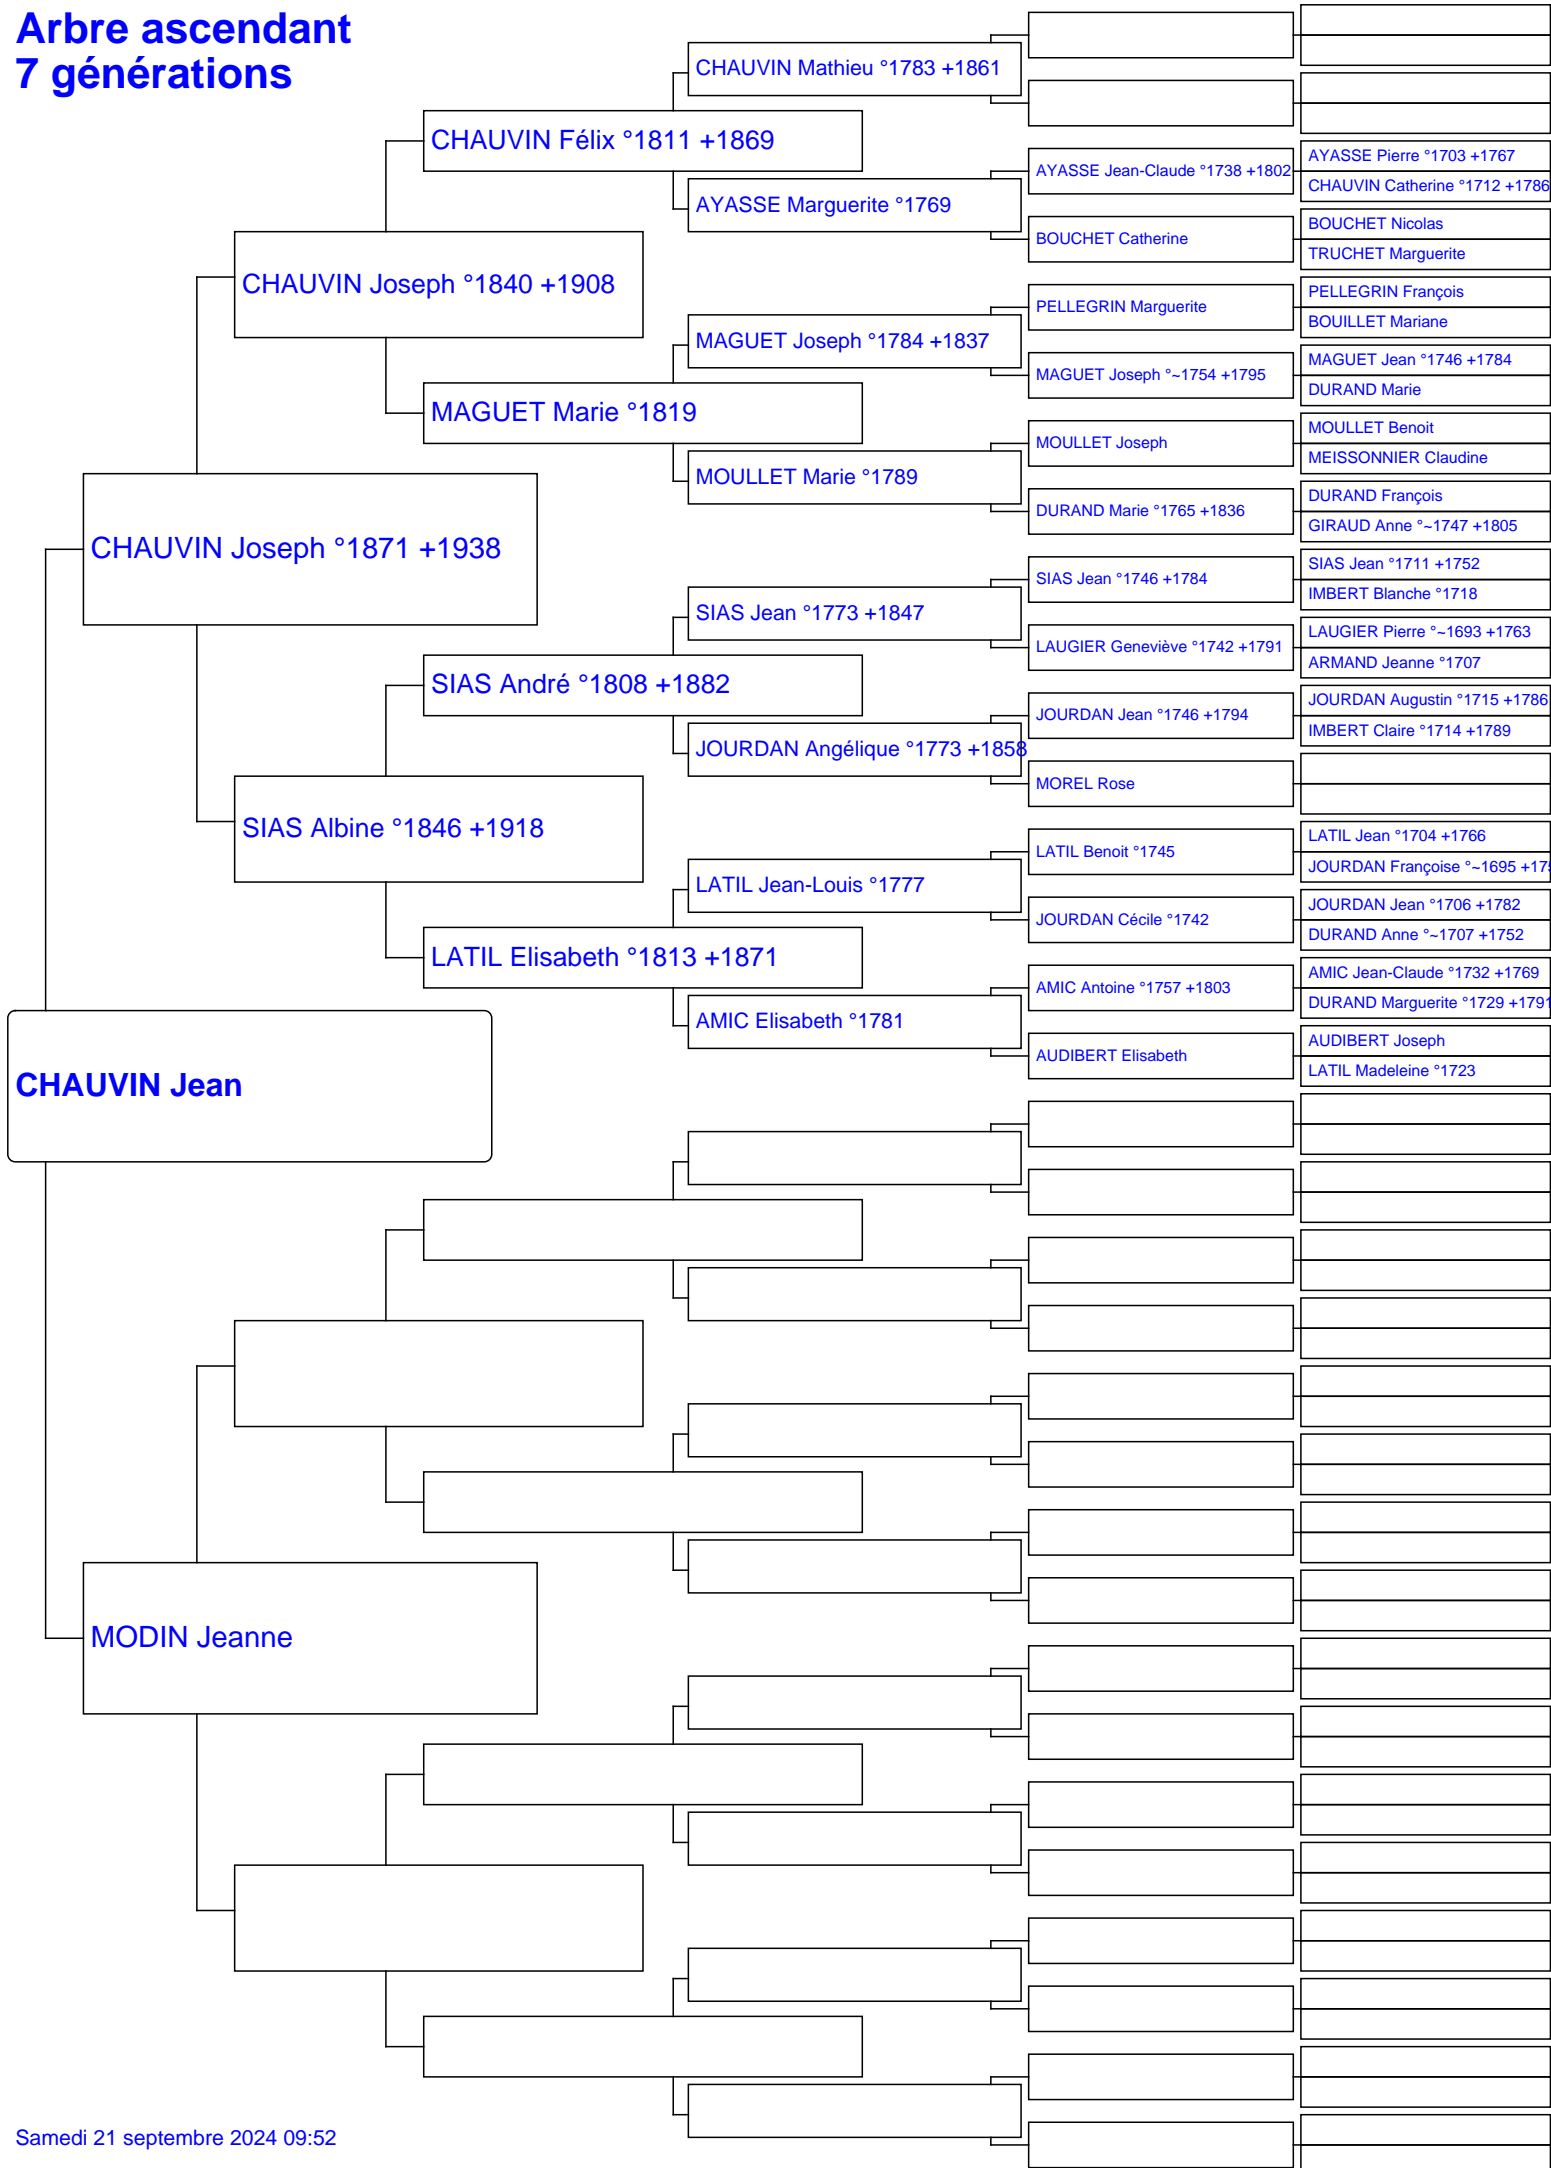 Arbre ascendant
7 générations
CHAUVIN Mathieu °1783 +1861
CHAUVIN Félix °1811 +1869
AYASSE Jean-Claude °1738 +1802
AYASSE Pierre °1703 +1767
CHAUVIN Catherine °1712 +1786
AYASSE Marguerite °1769
BOUCHET Catherine
BOUCHET Nicolas
TRUCHET Marguerite
CHAUVIN Joseph °1840 +1908
PELLEGRIN Marguerite
PELLEGRIN François
BOUILLET Mariane
MAGUET Joseph °1784 +1837
MAGUET Joseph °~1754 +1795
MAGUET Jean °1746 +1784
DURAND Marie
MAGUET Marie °1819
MOULLET Joseph
MOULLET Benoit
MEISSONNIER Claudine
MOULLET Marie °1789
DURAND Marie °1765 +1836
DURAND François
GIRAUD Anne °~1747 +1805
CHAUVIN Joseph °1871 +1938
SIAS Jean °1746 +1784
SIAS Jean °1711 +1752
IMBERT Blanche °1718
SIAS Jean °1773 +1847
LAUGIER Geneviève °1742 +1791
LAUGIER Pierre °~1693 +1763
ARMAND Jeanne °1707
SIAS André °1808 +1882
JOURDAN Jean °1746 +1794
JOURDAN Augustin °1715 +1786
IMBERT Claire °1714 +1789
JOURDAN Angélique °1773 +1858
MOREL Rose
SIAS Albine °1846 +1918
LATIL Benoit °1745
LATIL Jean °1704 +1766
JOURDAN Françoise °~1695 +175
LATIL Jean-Louis °1777
JOURDAN Cécile °1742
JOURDAN Jean °1706 +1782
DURAND Anne °~1707 +1752
LATIL Elisabeth °1813 +1871
AMIC Antoine °1757 +1803
AMIC Jean-Claude °1732 +1769
DURAND Marguerite °1729 +1791
AMIC Elisabeth °1781
AUDIBERT Elisabeth
AUDIBERT Joseph
LATIL Madeleine °1723
CHAUVIN Jean
MODIN Jeanne
Samedi 21 septembre 2024 09:52